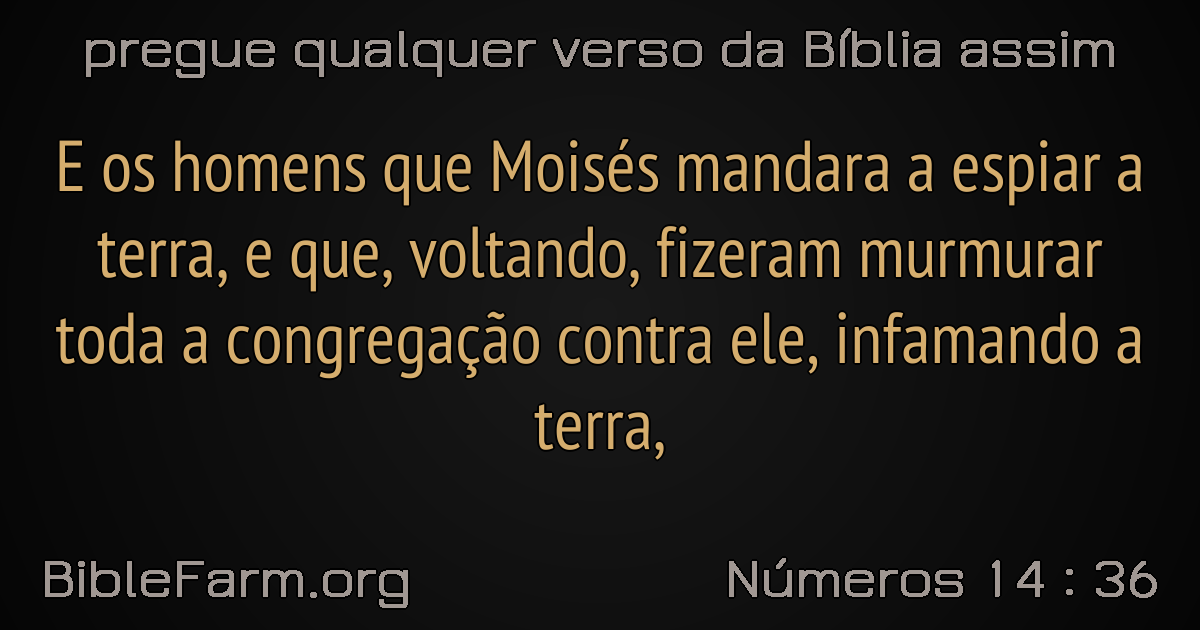 pregue qualquer verso da Bíblia assim
E os homens que Moisés mandara a espiar a
terra, e que, voltando, fizeram murmurar
toda a congregação contra ele, infamando a
terra,
BibleFarm.org
Números 14 : 36